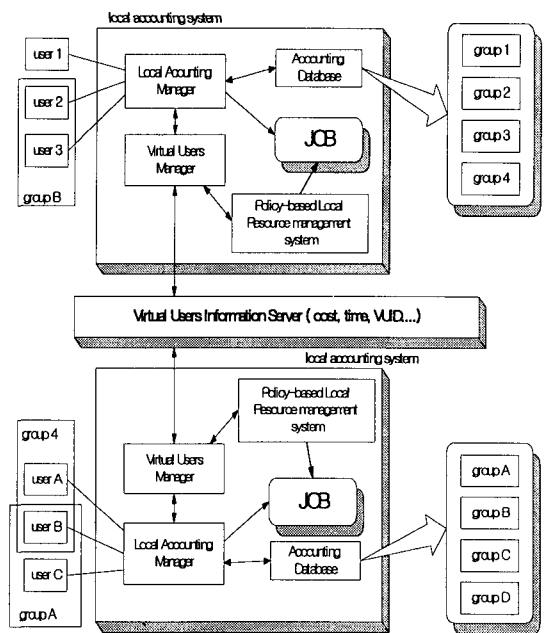 local accounting system
user 1
user 2
user 3
group B
Local Acounting
Manager
Virtual Users
Manager
Accounting
Database
JOB
Policy-based Local
Resource management
system
group 1
group 2
group 3
group 4
Virtual Users Information Server ( cost, time, VUID....)
local accounting system
group 4
user A
user B
user C
group A
Virtual Users
Manager
Local Accounting
Manager
Policy-based Local
Resource management
system
JOB
Accounting
Database
group A
group B
group C
group D